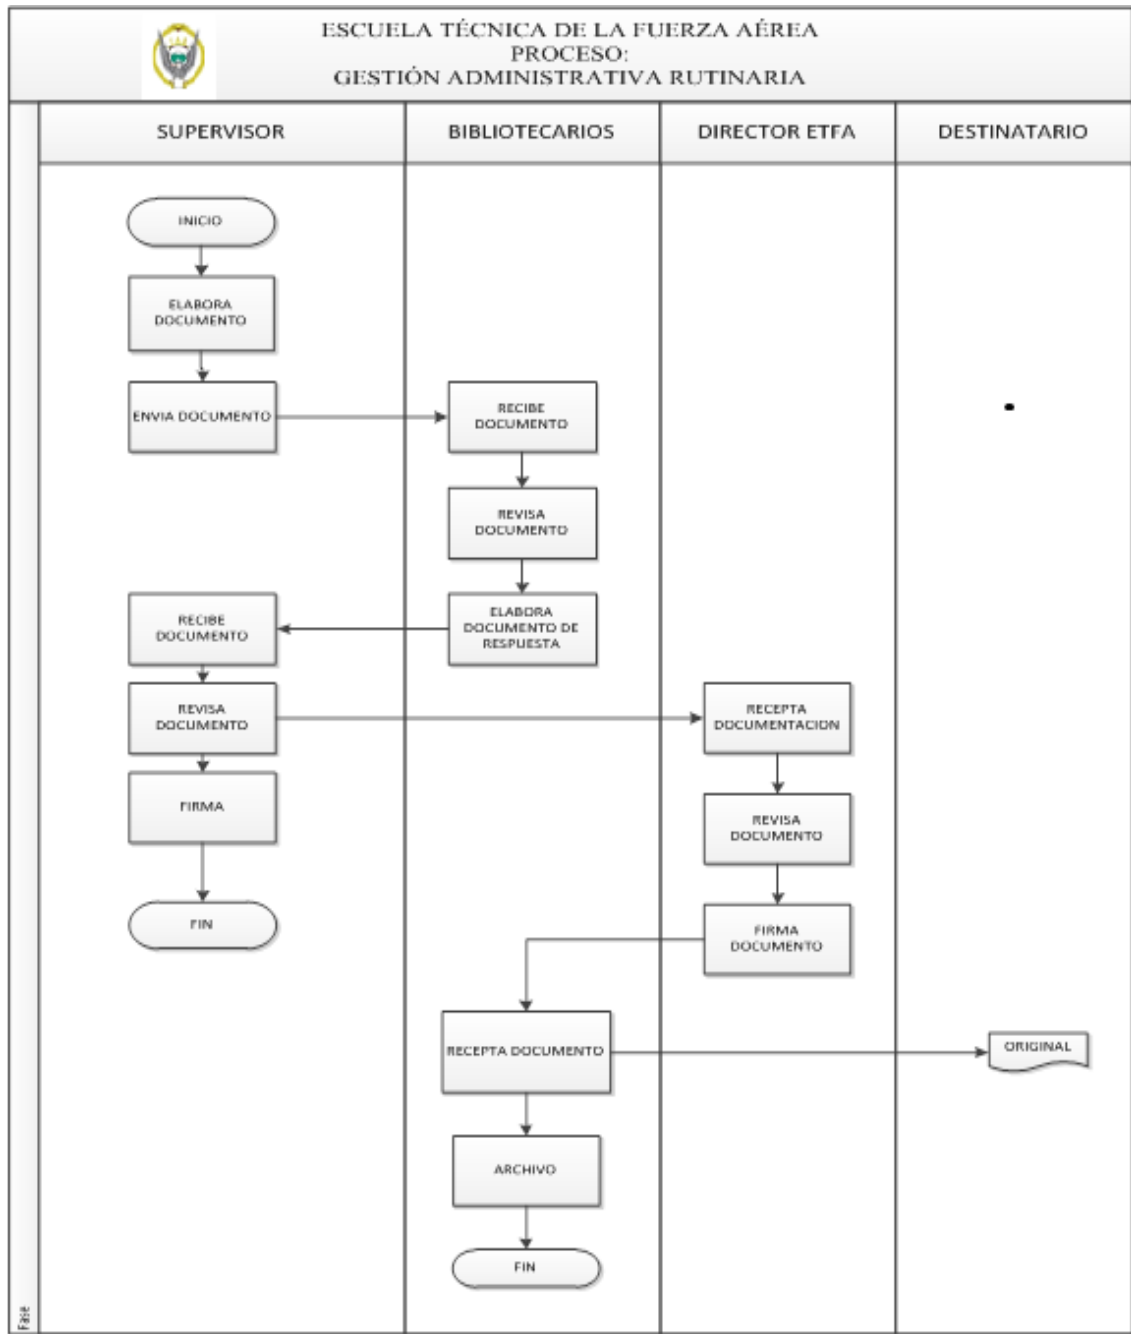 ESCUELA TÉCNICA DE LA FUERZA AÉREA
PROCESO:
GESTIÓN ADMINISTRATIVA RUTINARIA
SUPERVISOR
BIBLIOTECARIOS
DIRECTOR ETFA
DESTINATARIO
INICIO
ELABORA
DOCUMENTO
ENVIA DOCUMENTO
RECIBE
DOCUMENTO
REVISA
DOCUMENTO
ELABORA
DOCUMENTO DE
RESPUESTA
RECIBE
DOCUMENTO
REVISA
DOCUMENTO
RECEPTA
DOCUMENTACION
FIRMA
REVISA
DOCUMENTO
FIN
FIRMA
DOCUMENTO
RECEPTA DOCUMENTO
ORIGINAL
ARCHIVO
FIN
Fase